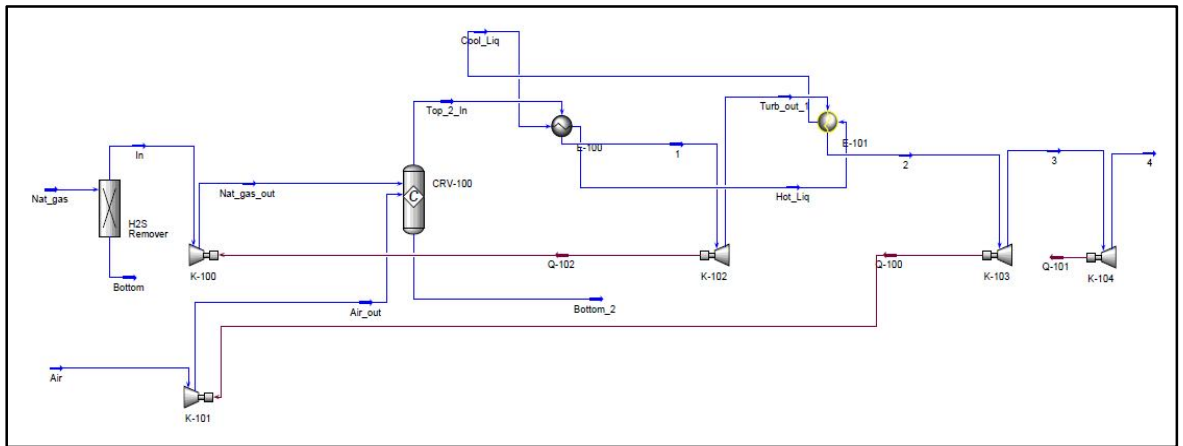 Cool_Liq
Top_2_In
Turb_out_1
In
E-100
1
E-101
2
3
4
Nat_gas
Nat_gas_out
CRV-100
C
Hot_Liq
H2S
Remover
K-100
Q-102
K-102
Q-100
K-103
Q-101
K-104
Bottom
Air_out
Bottom_2
Air
K-101